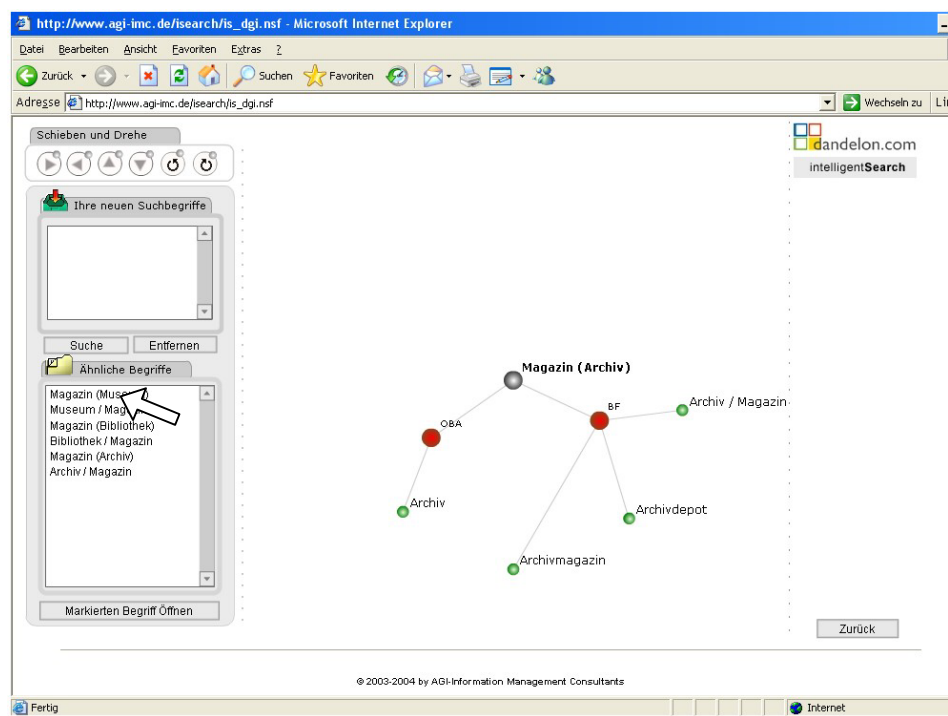 http://www.agi-imc.de/isearch/is_dgi.nsf - Microsoft Internet Explorer
Datei Bearbeiten Ansicht Favoriten Extras ?
Zurück Suchen Favoriten
Adresse http://www.agi-imc.de/isearch/is_dgi.nsf Wechseln zu
Schieben und Drehe
dandelon.com
intelligentSearch
Ihre neuen Suchbegriffe
Suche Entfernen
Ähnliche Begriffe
Magazin (Museum)
Museum / Magazin
Magazin (Bibliothek)
Bibliothek / Magazin
Magazin (Archiv)
Archiv / Magazin
Markierten Begriff Öffnen
Magazin (Archiv)
OBA
BF
Archiv / Magazin
Archiv
Archivdepot
Archivmagazin
Zurück
© 2003-2004 by AGI-Information Management Consultants
Fertig Internet